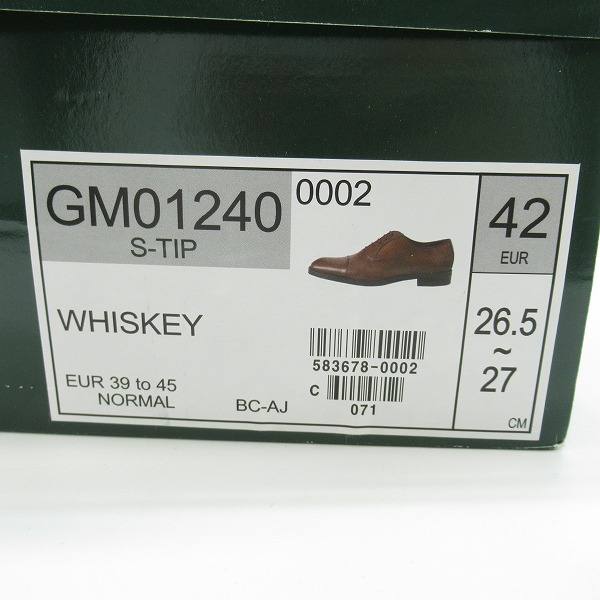 GM01240
S-TIP
0002
42
EUR
WHISKEY
26.5
~
27
CM
583678-0002
C
071
EUR 39 to 45
NORMAL
BC-AJ